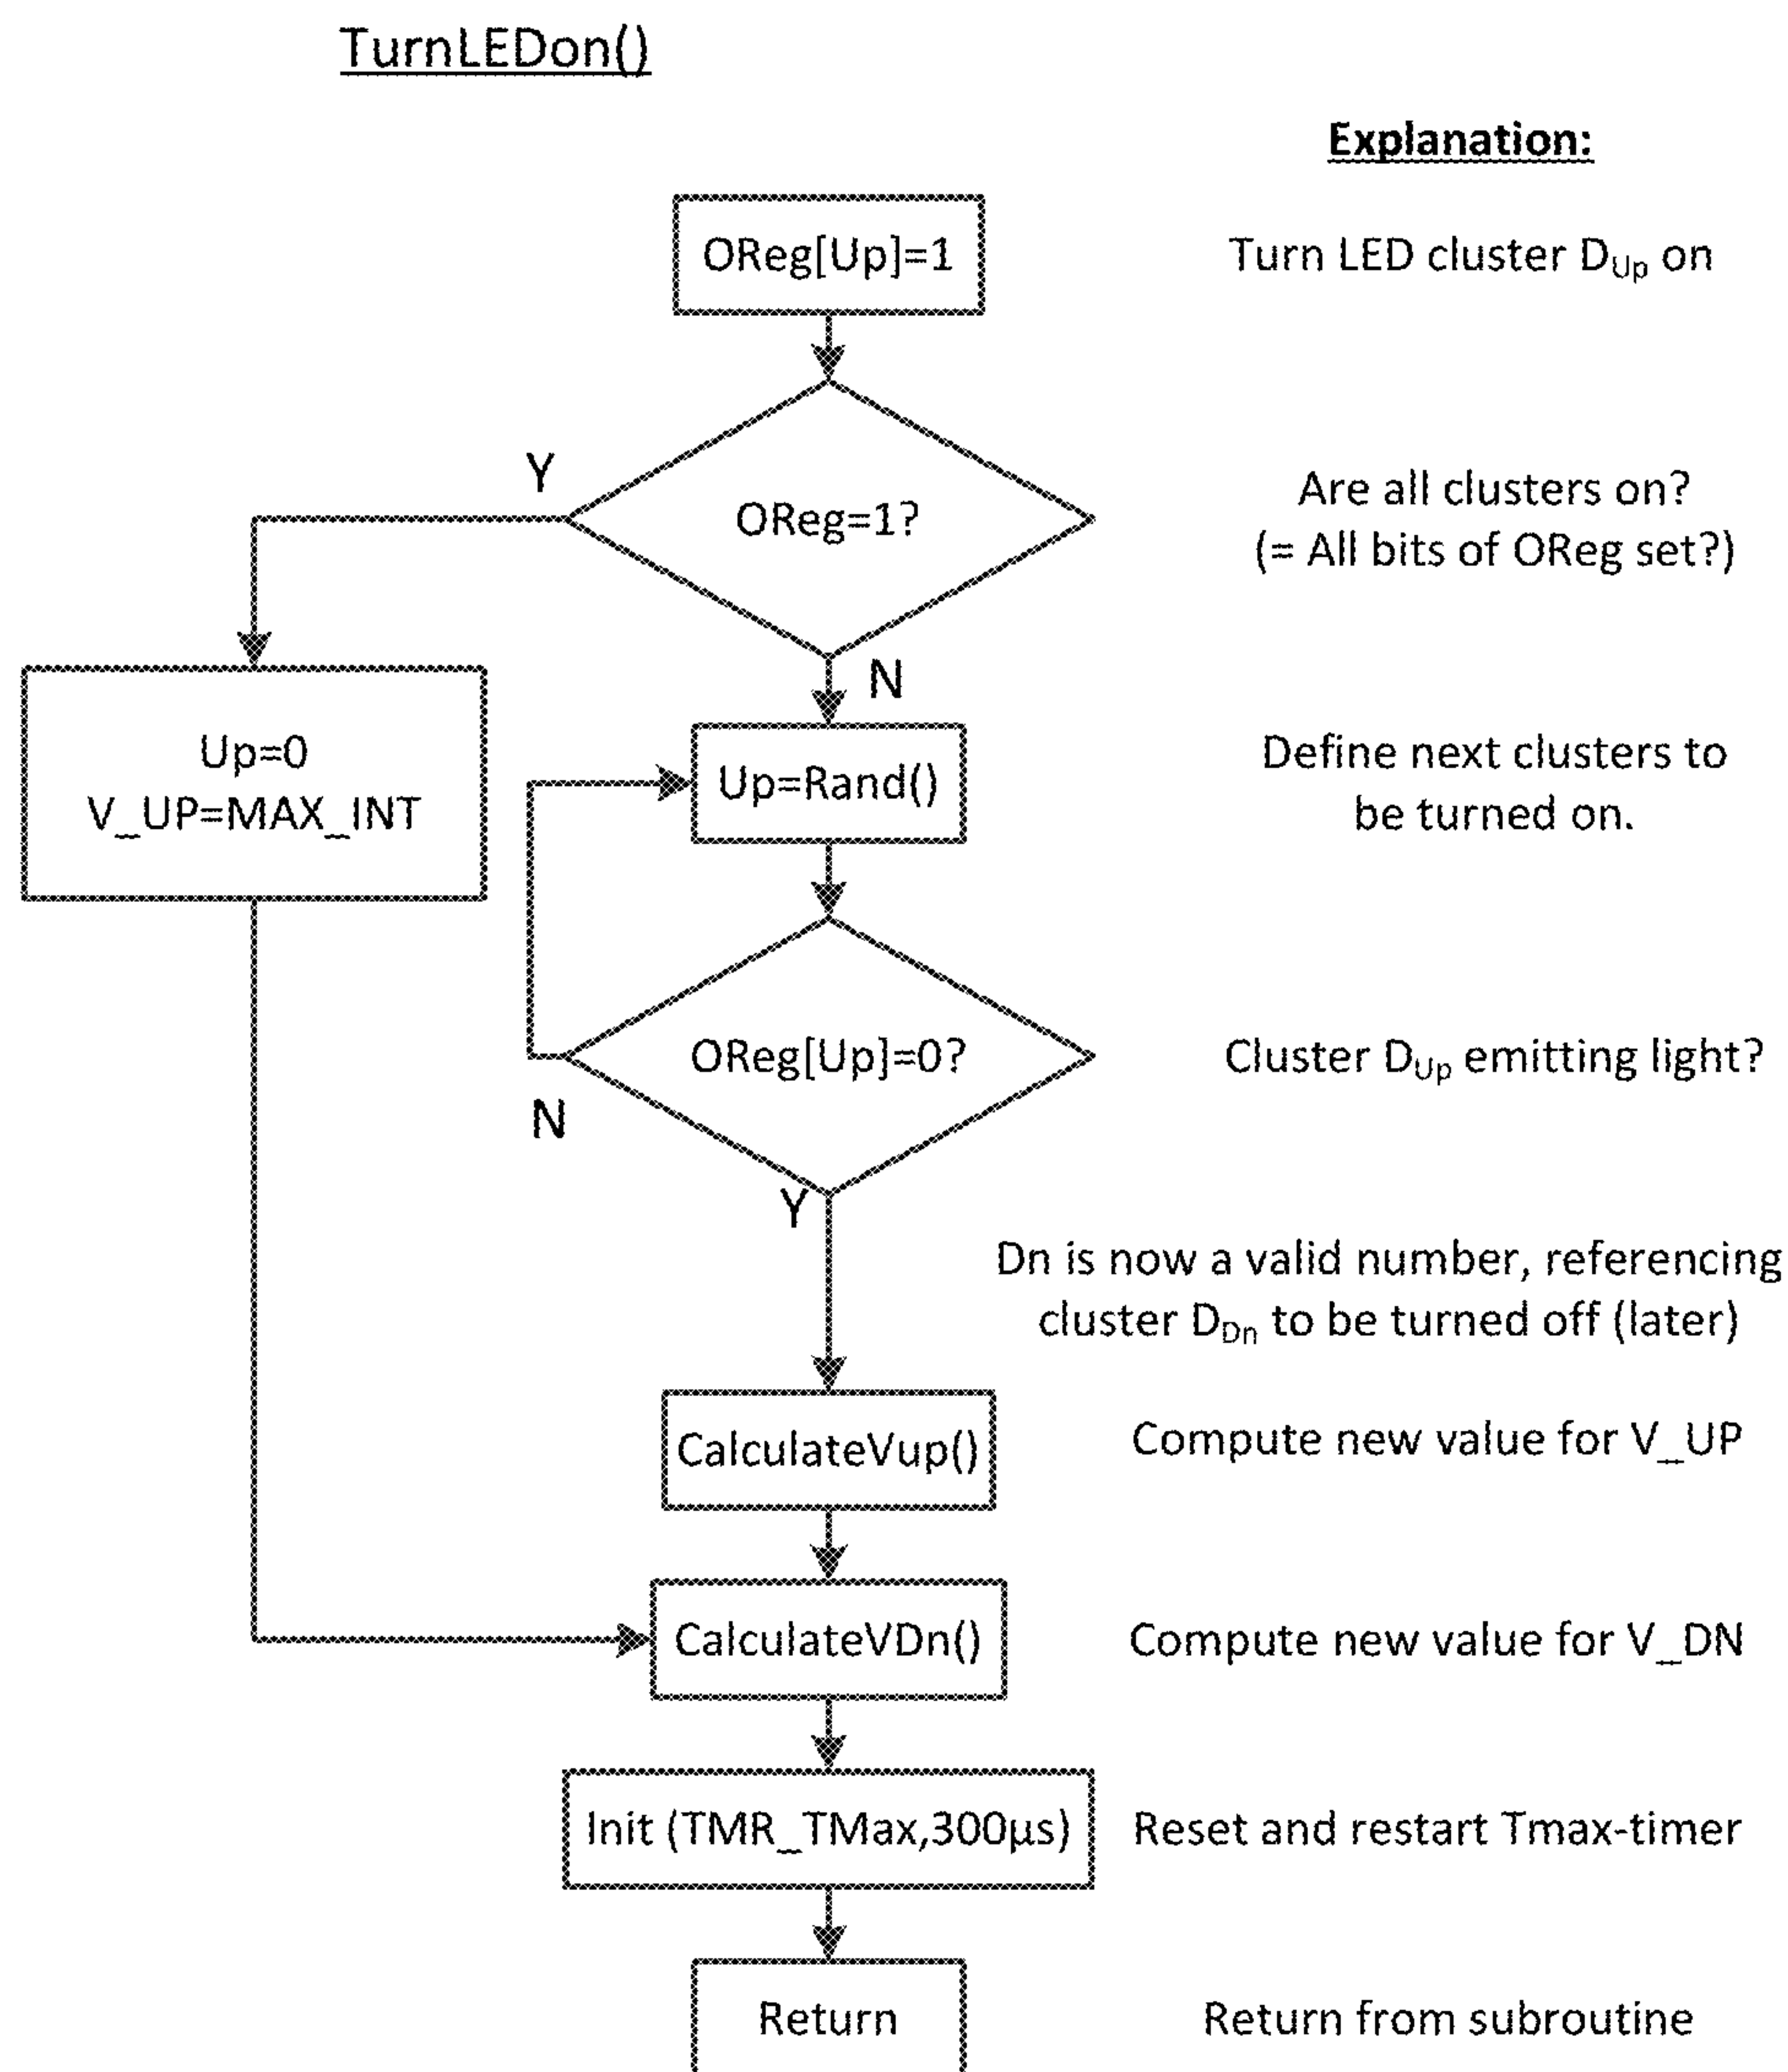 TurnLEDon()
Explanation:
OReg[Up]=1
Turn LED cluster D_Up on
Y
OReg=1?
Are all clusters on?
(= All bits of OReg set?)
N
Up=0
V_UP=MAX_INT
Up=Rand()
Define next clusters to
be turned on.
OReg[Up]=0?
Cluster D_Up emitting light?
N
Y
Dn is now a valid number, referencing
cluster D_Dn to be turned off (later)
CalculateVup()
Compute new value for V_UP
CalculateVDn()
Compute new value for V_DN
Init (TMR_TMax,300µs)
Reset and restart Tmax-timer
Return
Return from subroutine